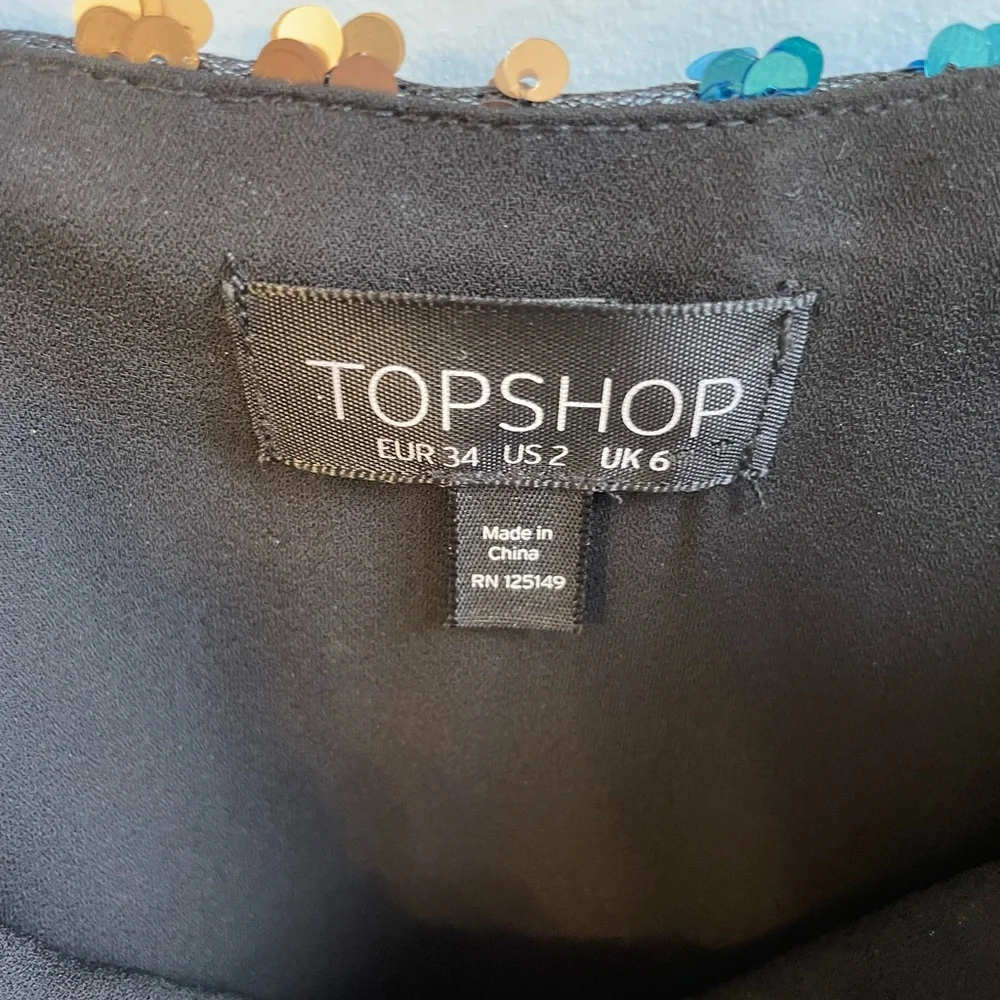 TOPSHOP
EUR 34 US 2 UK 6
Made in
China
RN 125149